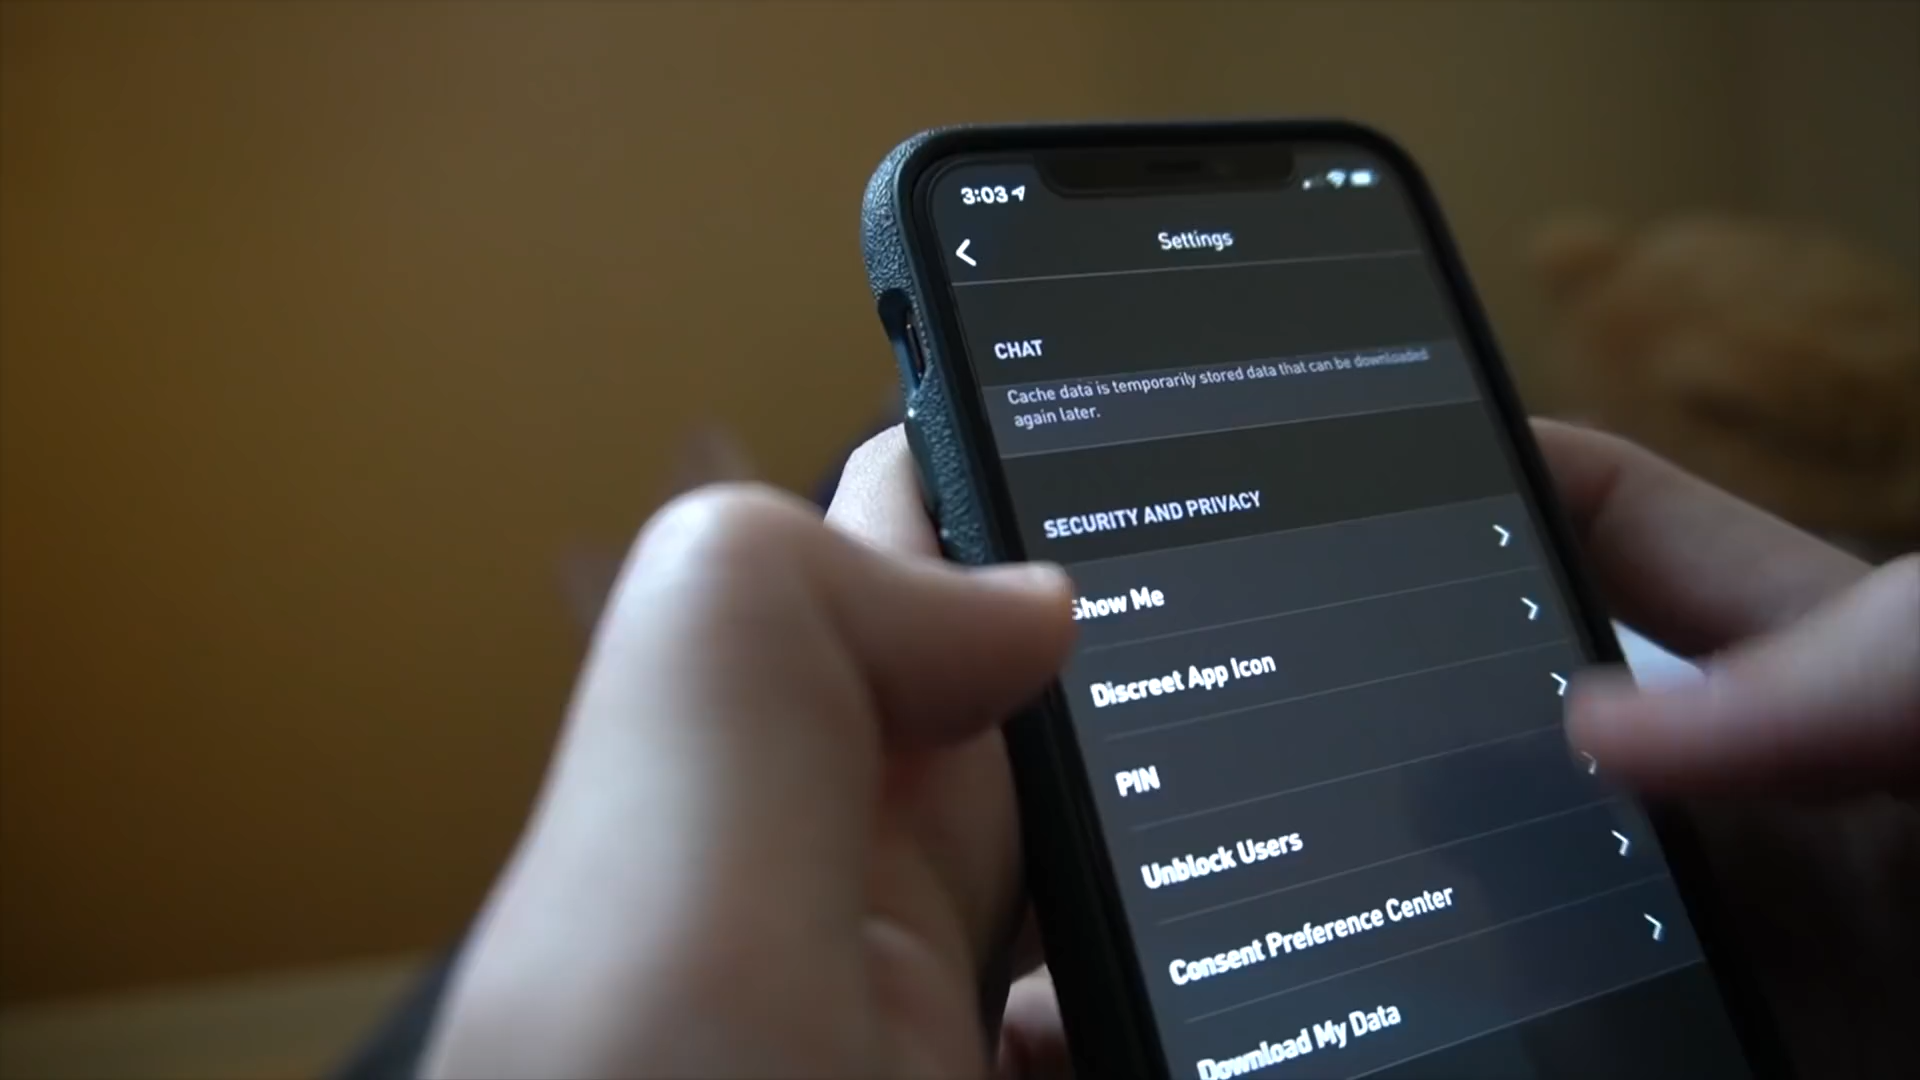 3:03
Settings
CHAT
Cache data is temporarily stored data that can be downloaded
again later.
SECURITY AND PRIVACY
Show Me
Discreet App Icon
PIN
Unblock Users
Consent Preference Center
Download My Data